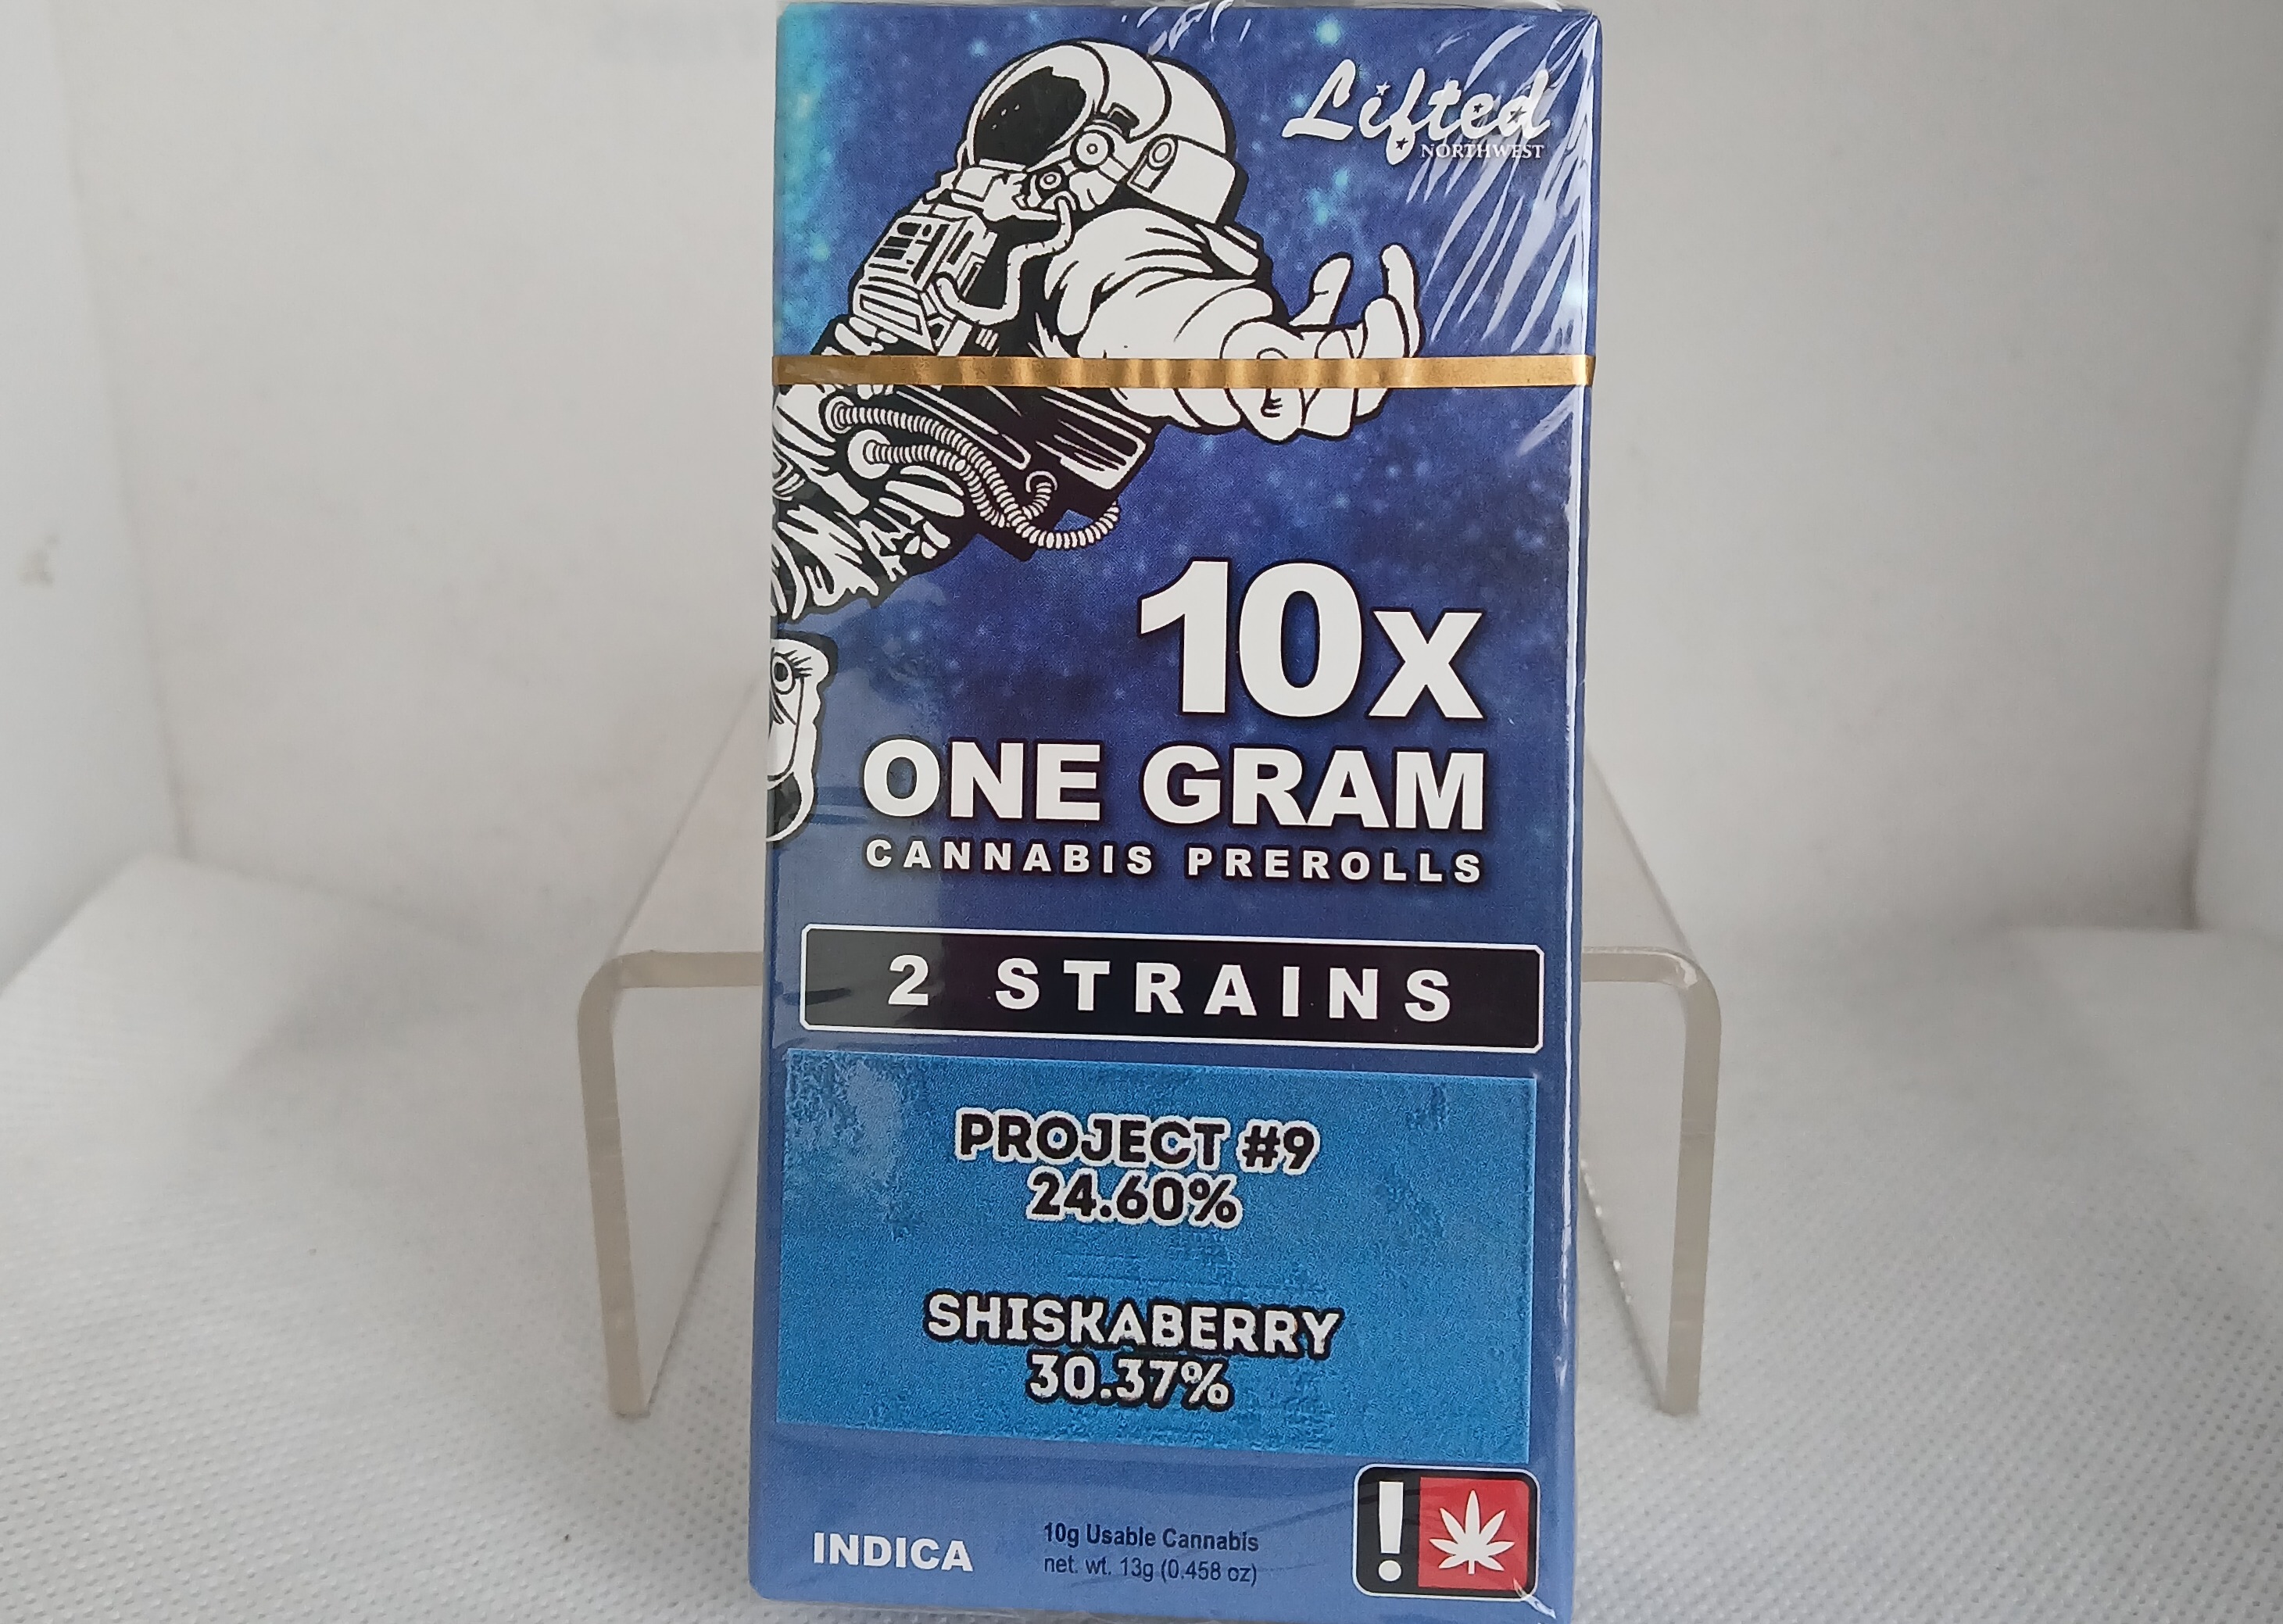 Lifted
NORTHWEST
10x
ONE GRAM
CANNABIS PREROLLS
2 STRAINS
PROJECT #9
24.60%
SHISKABERRY
30.37%
INDICA
10g Usable Cannabis
net. wt. 13g (0.458 oz)
!